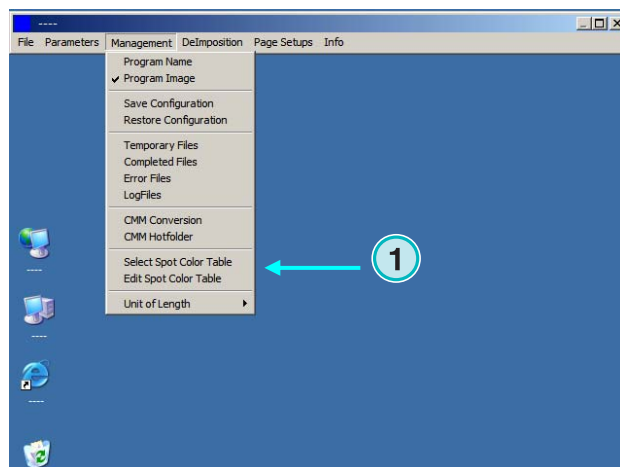 ----
File Parameters Management DeImposition Page Setups Info
Program Name
Program Image
Save Configuration
Restore Configuration
Temporary Files
Completed Files
Error Files
LogFiles
CMM Conversion
CMM Hotfolder
Select Spot Color Table
Edit Spot Color Table
Unit of Length
1
----
----
----